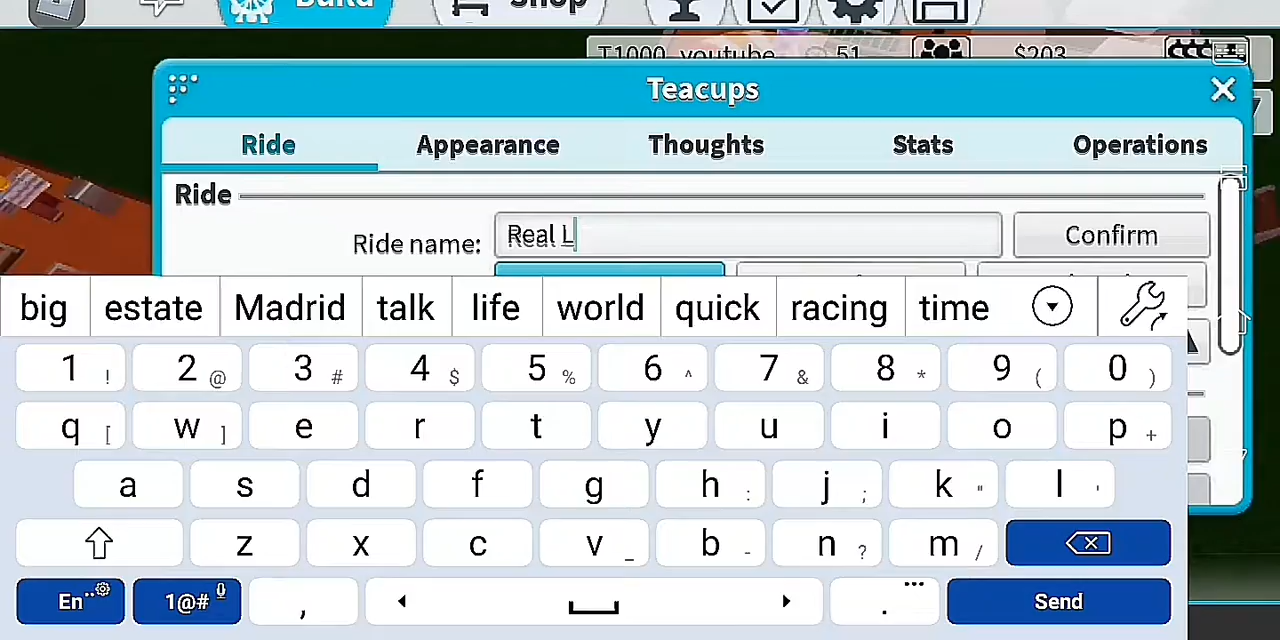 Build
Shop
T1000_youtube 51 $203
Teacups
Ride Appearance Thoughts Stats Operations
Ride
Ride name: Real L Confirm
big estate Madrid talk life world quick racing time
1 ! 2 @ 3 # 4 $ 5 % 6 ^ 7 & 8 * 9 ( 0 )
q [ w ] e r t y u i o p +
a s d f g h : j ; k " l '
z x c v _ b - n ? m /
En 1@# , . ... Send